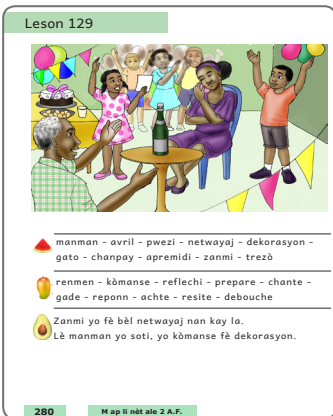 Leson 129
manman - avril - pwezi - netwayaj - dekorasyon -
gato - chanpay - apremidi - zanmi - trezò
renmen - kòmanse - reflechi - prepare - chante -
gade - reponn - achte - resite - debouche
Zanmi yo fè bèl netwayaj nan kay la.
Lè manman yo soti, yo kòmanse fè dekorasyon.
280
M ap li nèt ale 2 A.F.